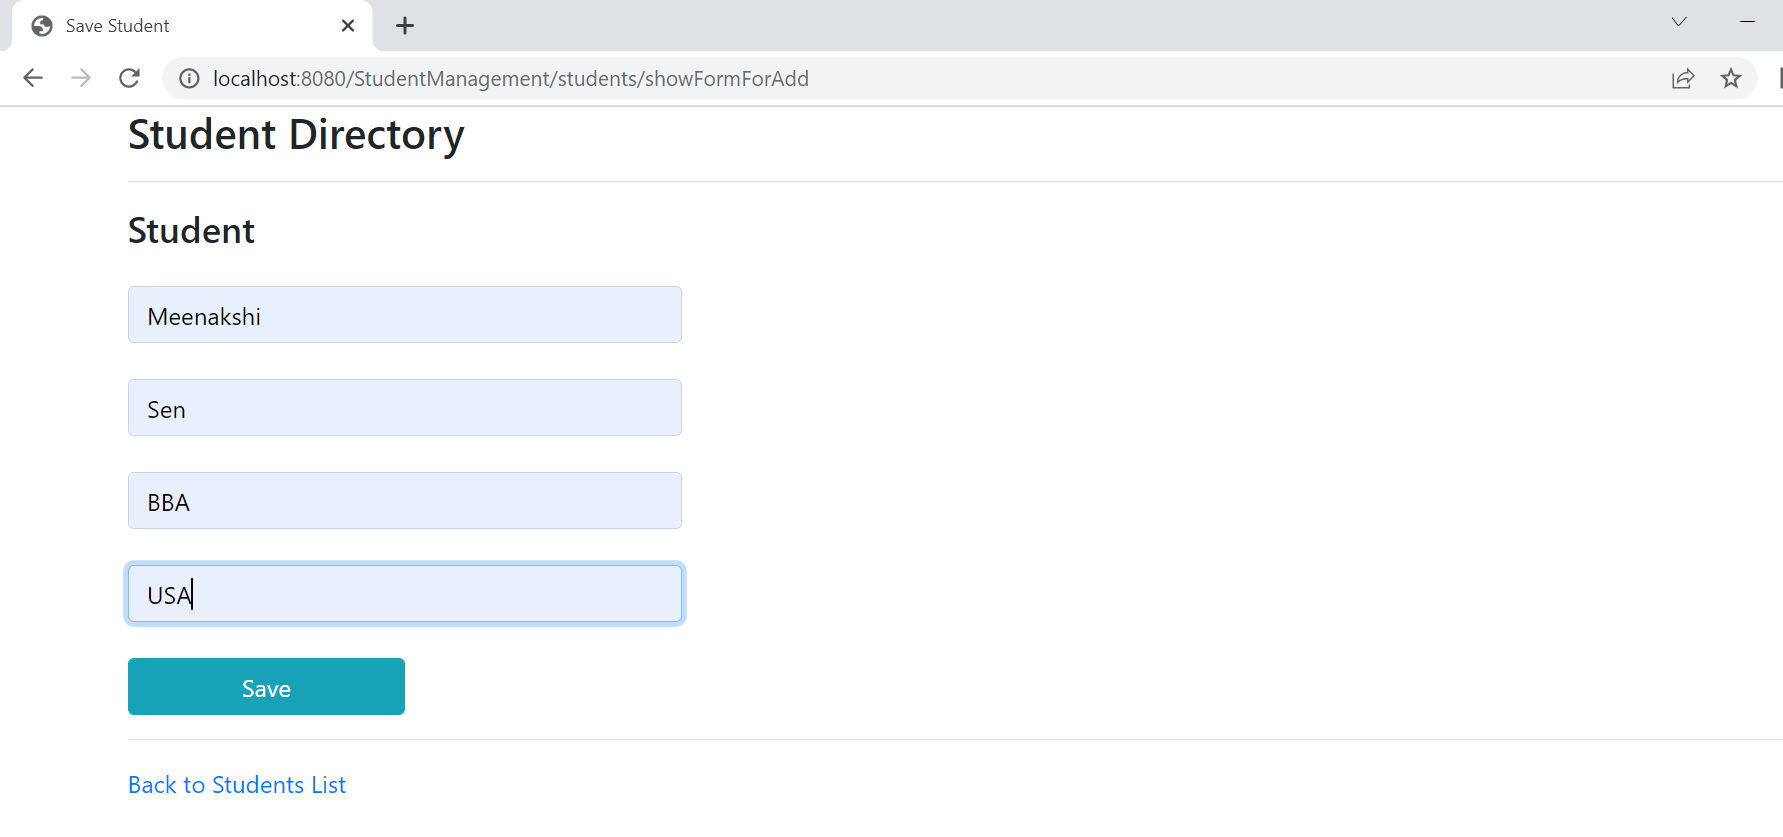 Save Student
localhost:8080/StudentManagement/students/showFormForAdd
Student Directory
Student
Meenakshi
Sen
BBA
USA
Save
Back to Students List